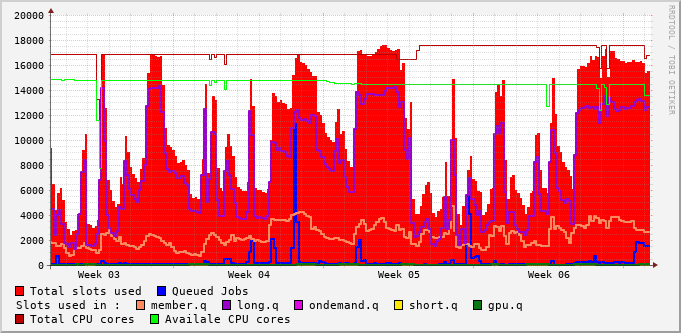 20000
18000
16000
14000
12000
10000
8000
6000
4000
2000
0
Week 03 Week 04 Week 05 Week 06
RRDTOOL / TOBI OETIKER
Total slots used Queued Jobs
Slots used in : member.q long.q ondemand.q short.q gpu.q
Total CPU cores Availale CPU cores